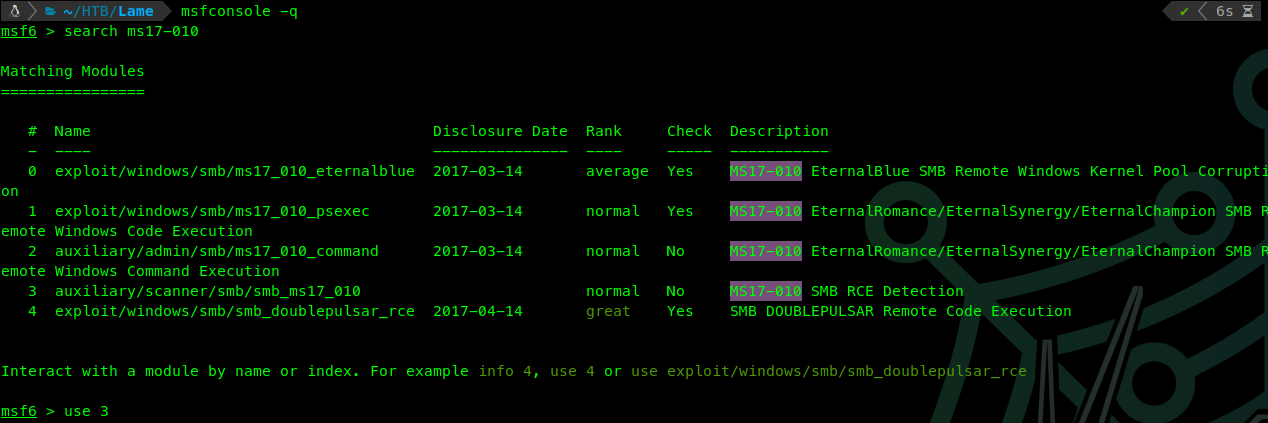 ~/HTB/Lame msfconsole -q ✔ 6s
msf6 > search ms17-010
Matching Modules
================
# Name Disclosure Date Rank Check Description
- ---- --------------- ---- ----- -----------
0 exploit/windows/smb/ms17_010_eternalblue 2017-03-14 average Yes MS17-010 EternalBlue SMB Remote Windows Kernel Pool Corrupti
on
1 exploit/windows/smb/ms17_010_psexec 2017-03-14 normal Yes MS17-010 EternalRomance/EternalSynergy/EternalChampion SMB R
emote Windows Code Execution
2 auxiliary/admin/smb/ms17_010_command 2017-03-14 normal No MS17-010 EternalRomance/EternalSynergy/EternalChampion SMB R
emote Windows Command Execution
3 auxiliary/scanner/smb/smb_ms17_010 normal No MS17-010 SMB RCE Detection
4 exploit/windows/smb/smb_doublepulsar_rce 2017-04-14 great Yes SMB DOUBLEPULSAR Remote Code Execution
Interact with a module by name or index. For example info 4, use 4 or use exploit/windows/smb/smb_doublepulsar_rce
msf6 > use 3